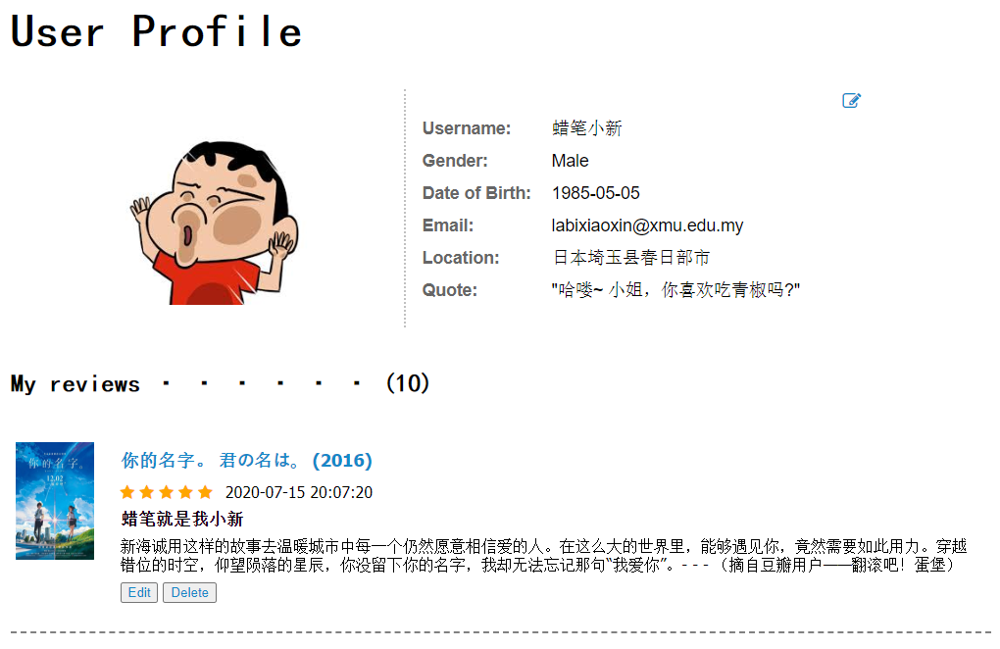 User Profile
Username: 蜡笔小新
Gender: Male
Date of Birth: 1985-05-05
Email: labixiaoxin@xmu.edu.my
Location: 日本埼玉县春日部市
Quote: "哈喽~ 小姐，你喜欢吃青椒吗?"
My reviews · · · · · · (10)
你的名字。
12.02
你的名字。 君の名は。 (2016)
2020-07-15 20:07:20
蜡笔就是我小新
新海诚用这样的故事去温暖城市中每一个仍然愿意相信爱的人。在这么大的世界里，能够遇见你，竟然需要如此用力。穿越
错位的时空，仰望陨落的星辰，你没留下你的名字，我却无法忘记那句“我爱你”。- - -（摘自豆瓣用户——翻滚吧！蛋堡）
Edit Delete